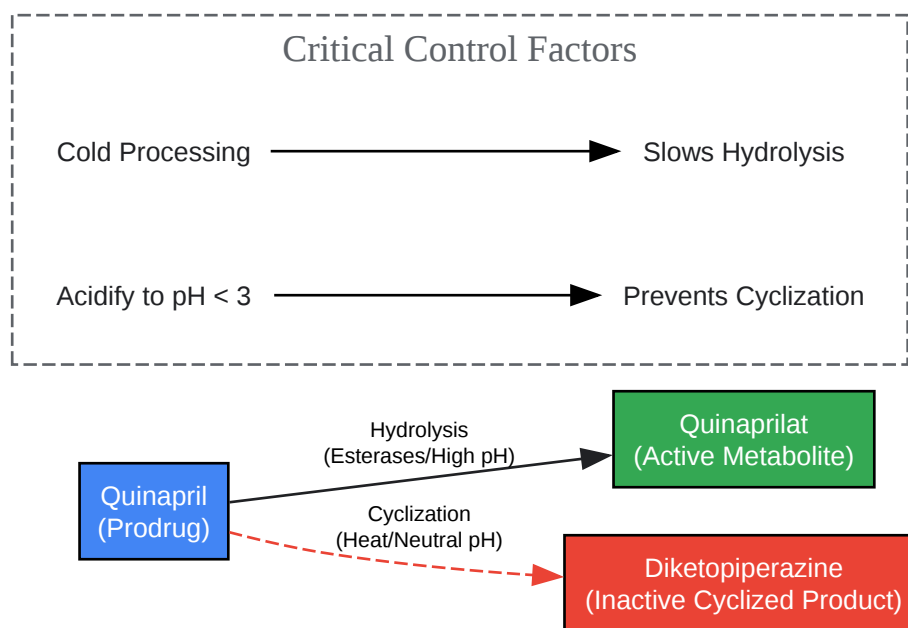 Critical Control Factors
Cold Processing
Slows Hydrolysis
Acidify to pH < 3
Prevents Cyclization
Hydrolysis
(Esterases/High pH)
Quinaprilat
(Active Metabolite)
Quinapril
(Prodrug)
Cyclization
(Heat/Neutral pH)
Diketopiperazine
(Inactive Cyclized Product)